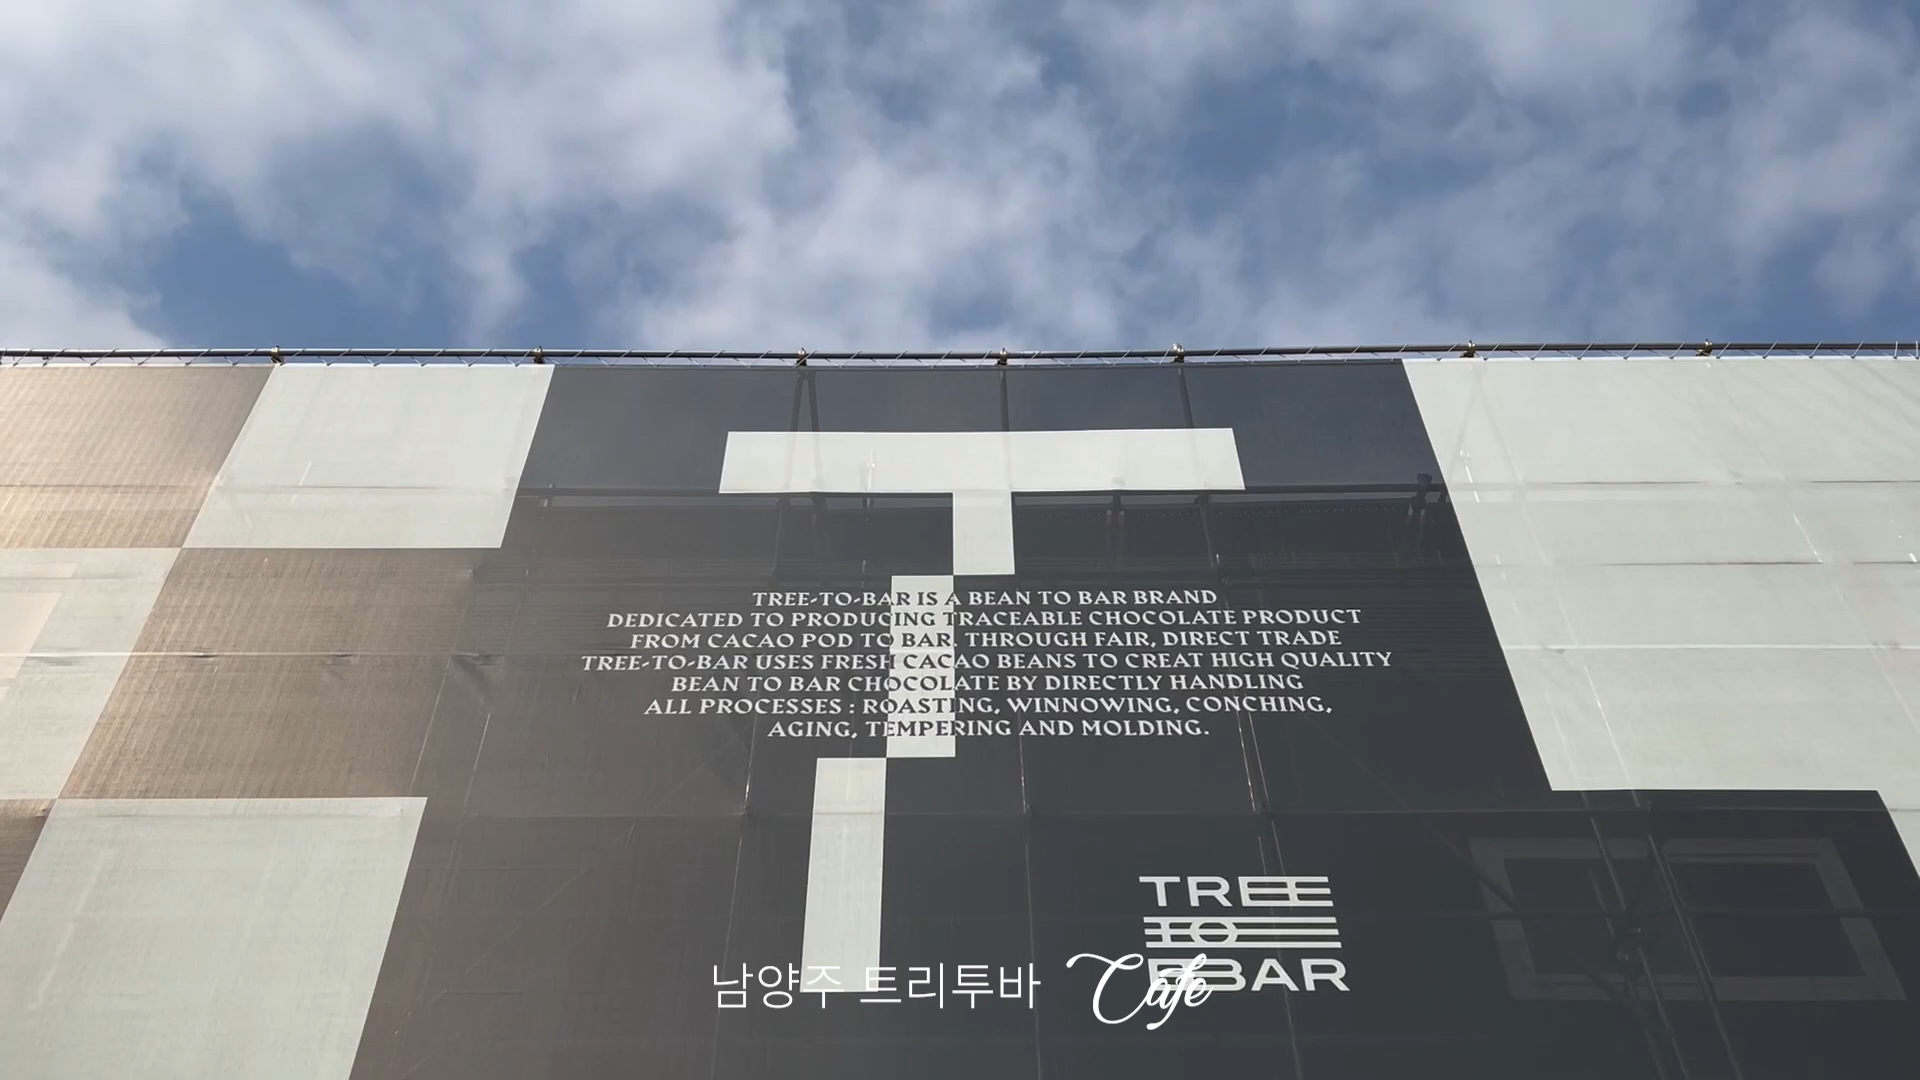 TREE-TO-BAR IS A BEAN TO BAR BRAND
DEDICATED TO PRODUCING TRACEABLE CHOCOLATE PRODUCT
FROM CACAO POD TO BAR, THROUGH FAIR, DIRECT TRADE
TREE-TO-BAR USES FRESH CACAO BEANS TO CREAT HIGH QUALITY
BEAN TO BAR CHOCOLATE BY DIRECTLY HANDLING
ALL PROCESSES : ROASTING, WINNOWING, CONCHING,
AGING, TEMPERING AND MOLDING.
TREE
TO
BAR
남양주 트리투바 Cafe